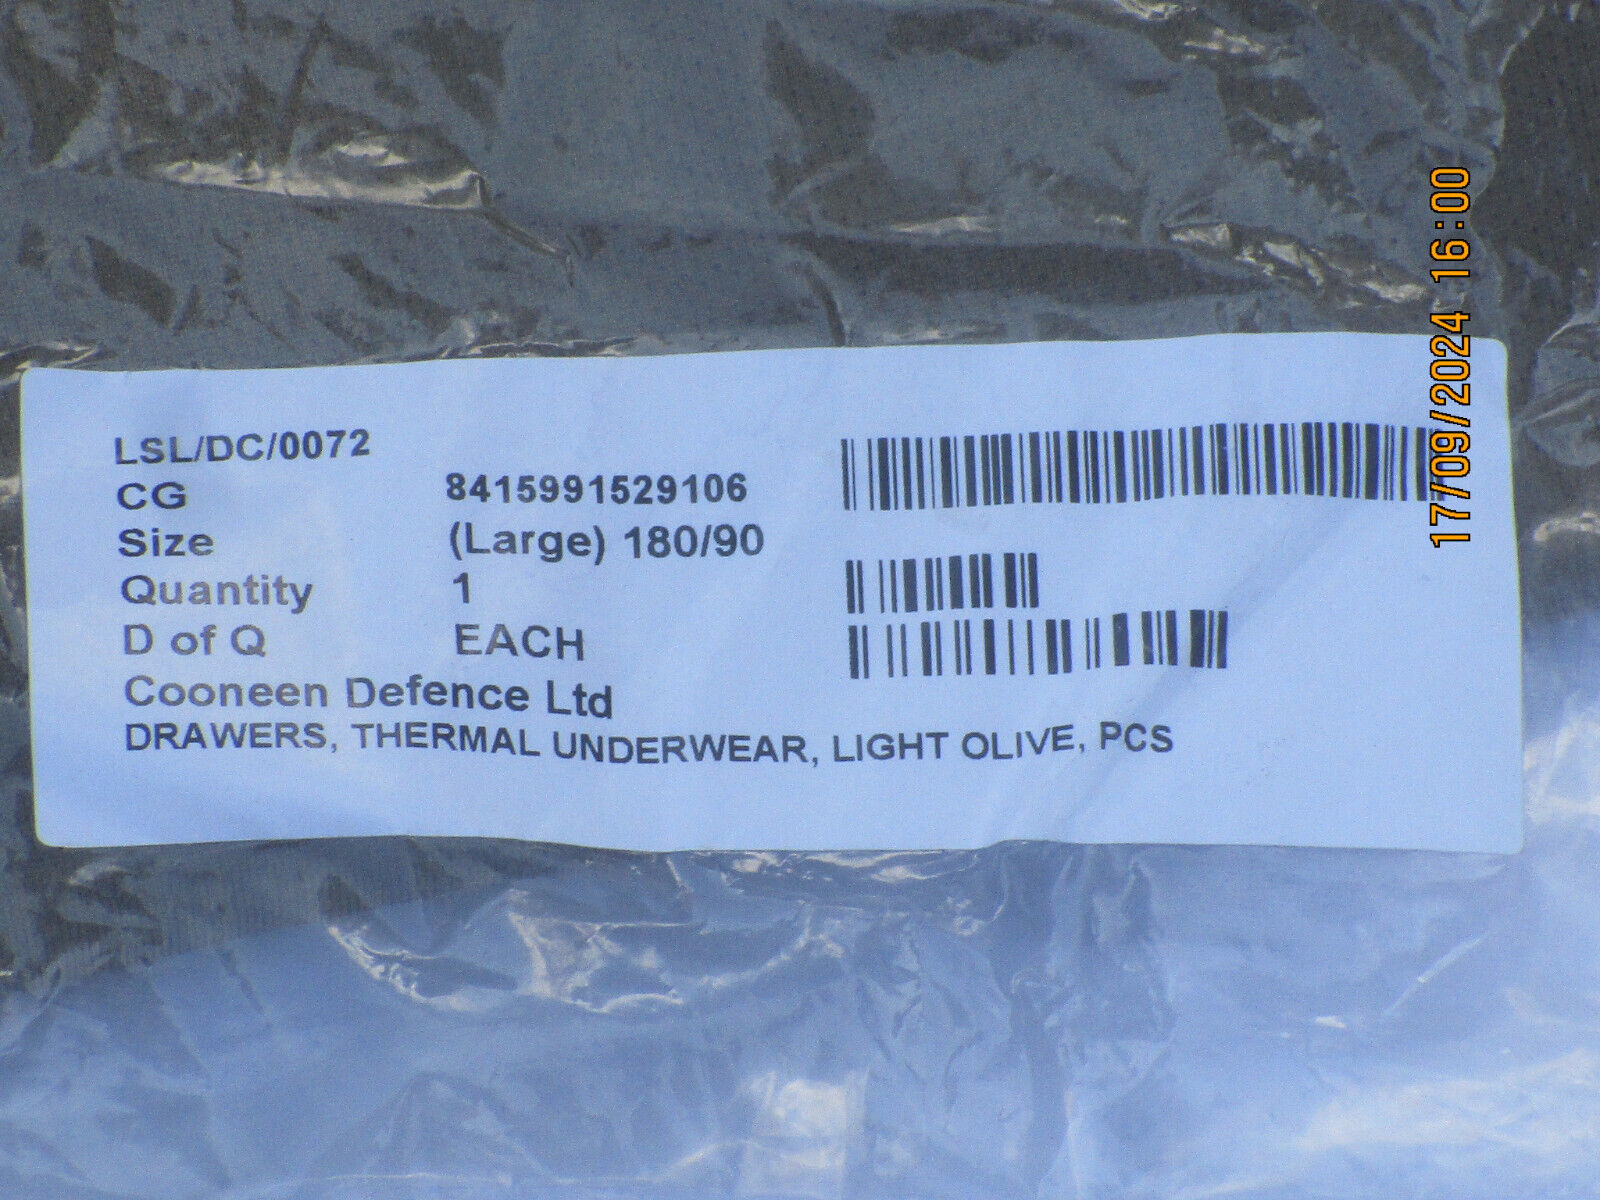 LSL/DC/0072
CG 8415991529106
Size (Large) 180/90
Quantity 1
D of Q EACH
Cooneen Defence Ltd
DRAWERS, THERMAL UNDERWEAR, LIGHT OLIVE, PCS
17/09/2024 16:00